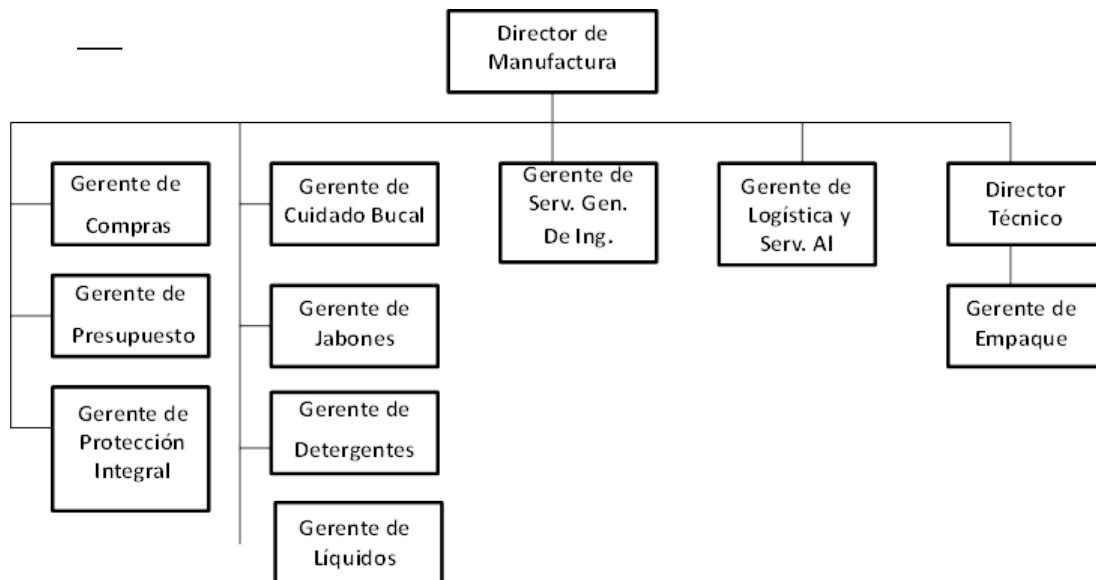 Director de
Manufactura
Gerente de
Compras
Gerente de
Cuidado Bucal
Gerente de
Serv. Gen.
De Ing.
Gerente de
Logística y
Serv. Al
Director
Técnico
Gerente de
Presupuesto
Gerente de
Jabones
Gerente de
Empaque
Gerente de
Protección
Integral
Gerente de
Detergentes
Gerente de
Líquidos